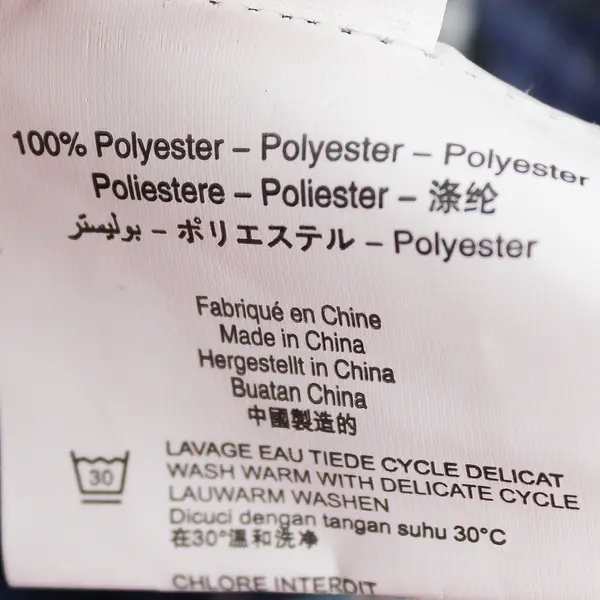 100% Polyester – Polyester – Polyester
Poliestere – Poliester – 涤纶
بوليستر – ポリエステル – Polyester
Fabriqué en Chine
Made in China
Hergestellt in China
Buatan China
中國製造的
30
LAVAGE EAU TIEDE CYCLE DELICAT
WASH WARM WITH DELICATE CYCLE
LAUWARM WASHEN
Dicuci dengan tangan suhu 30°C
在30°溫和洗净
CHLORE INTERDIT